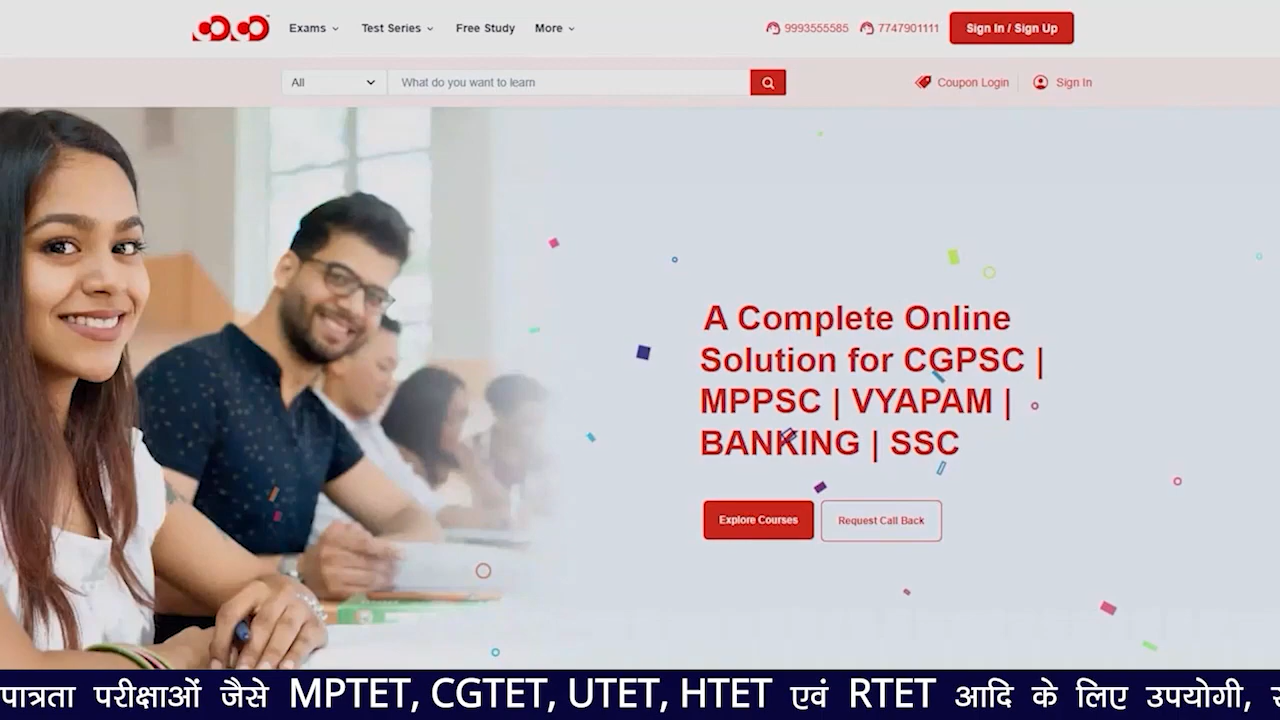 Exams Test Series Free Study More 9993555585 7747901111 Sign In / Sign Up
All What do you want to learn Coupon Login Sign In
A Complete Online
Solution for CGPSC |
MPPSC | VYAPAM |
BANKING | SSC
Explore Courses Request Call Back
पात्रता परीक्षाओं जैसे MPTET, CGTET, UTET, HTET एवं RTET आदि के लिए उपयोगी,